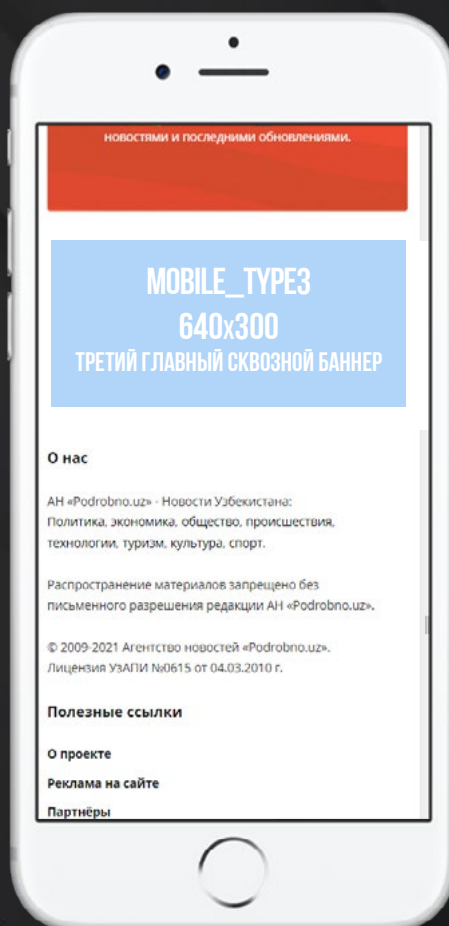 новостями и последними обновлениями.
MOBILE_TYPE3
640x300
ТРЕТИЙ ГЛАВНЫЙ СКВОЗНОЙ БАННЕР
О нас
АН «Podrobno.uz» - Новости Узбекистана:
Политика, экономика, общество, происшествия,
технологии, туризм, культура, спорт.
Распространение материалов запрещено без
письменного разрешения редакции АН «Podrobno.uz».
© 2009-2021 Агентство новостей «Podrobno.uz».
Лицензия УзАПИ №0615 от 04.03.2010 г.
Полезные ссылки
О проекте
Реклама на сайте
Партнёры